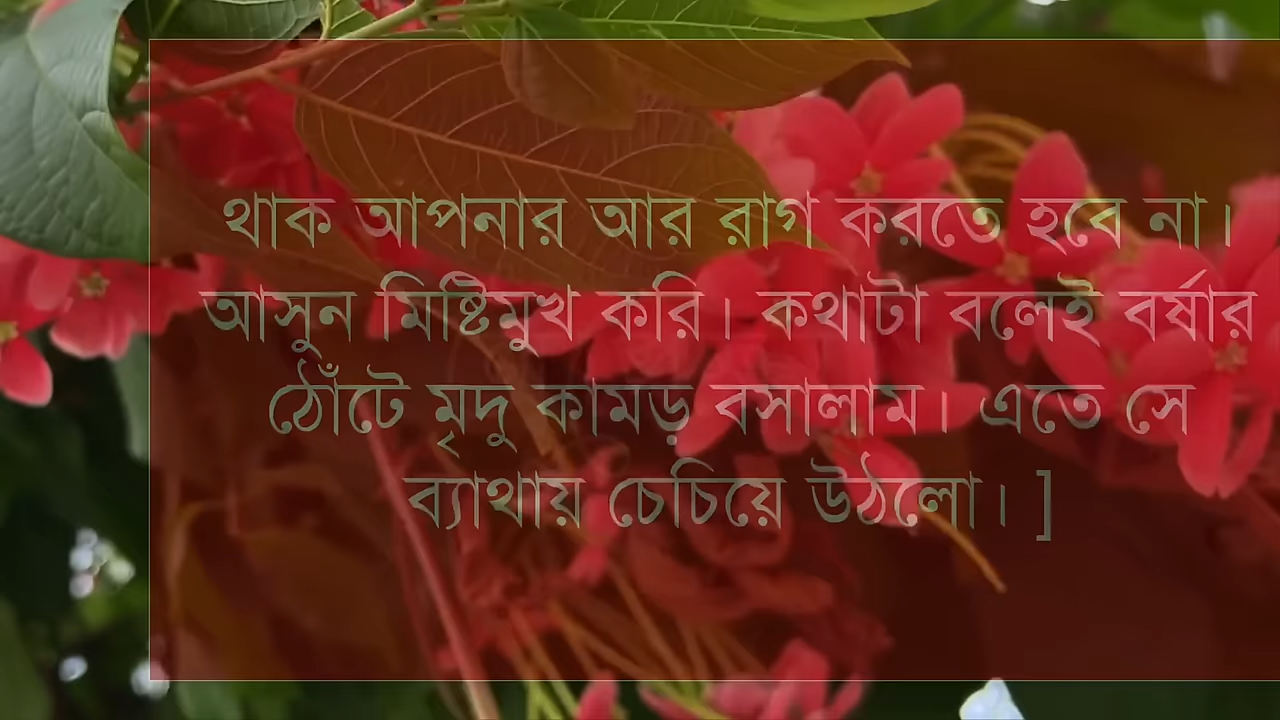 থাক আপনার আর রাগ করতে হবে না।
আসুন মিষ্টিমুখ করি। কথাটা বলেই বর্ষার
ঠোঁটে মৃদু কামড় বসালাম। এতে সে
ব্যাথায় চেচিয়ে উঠলো। ]